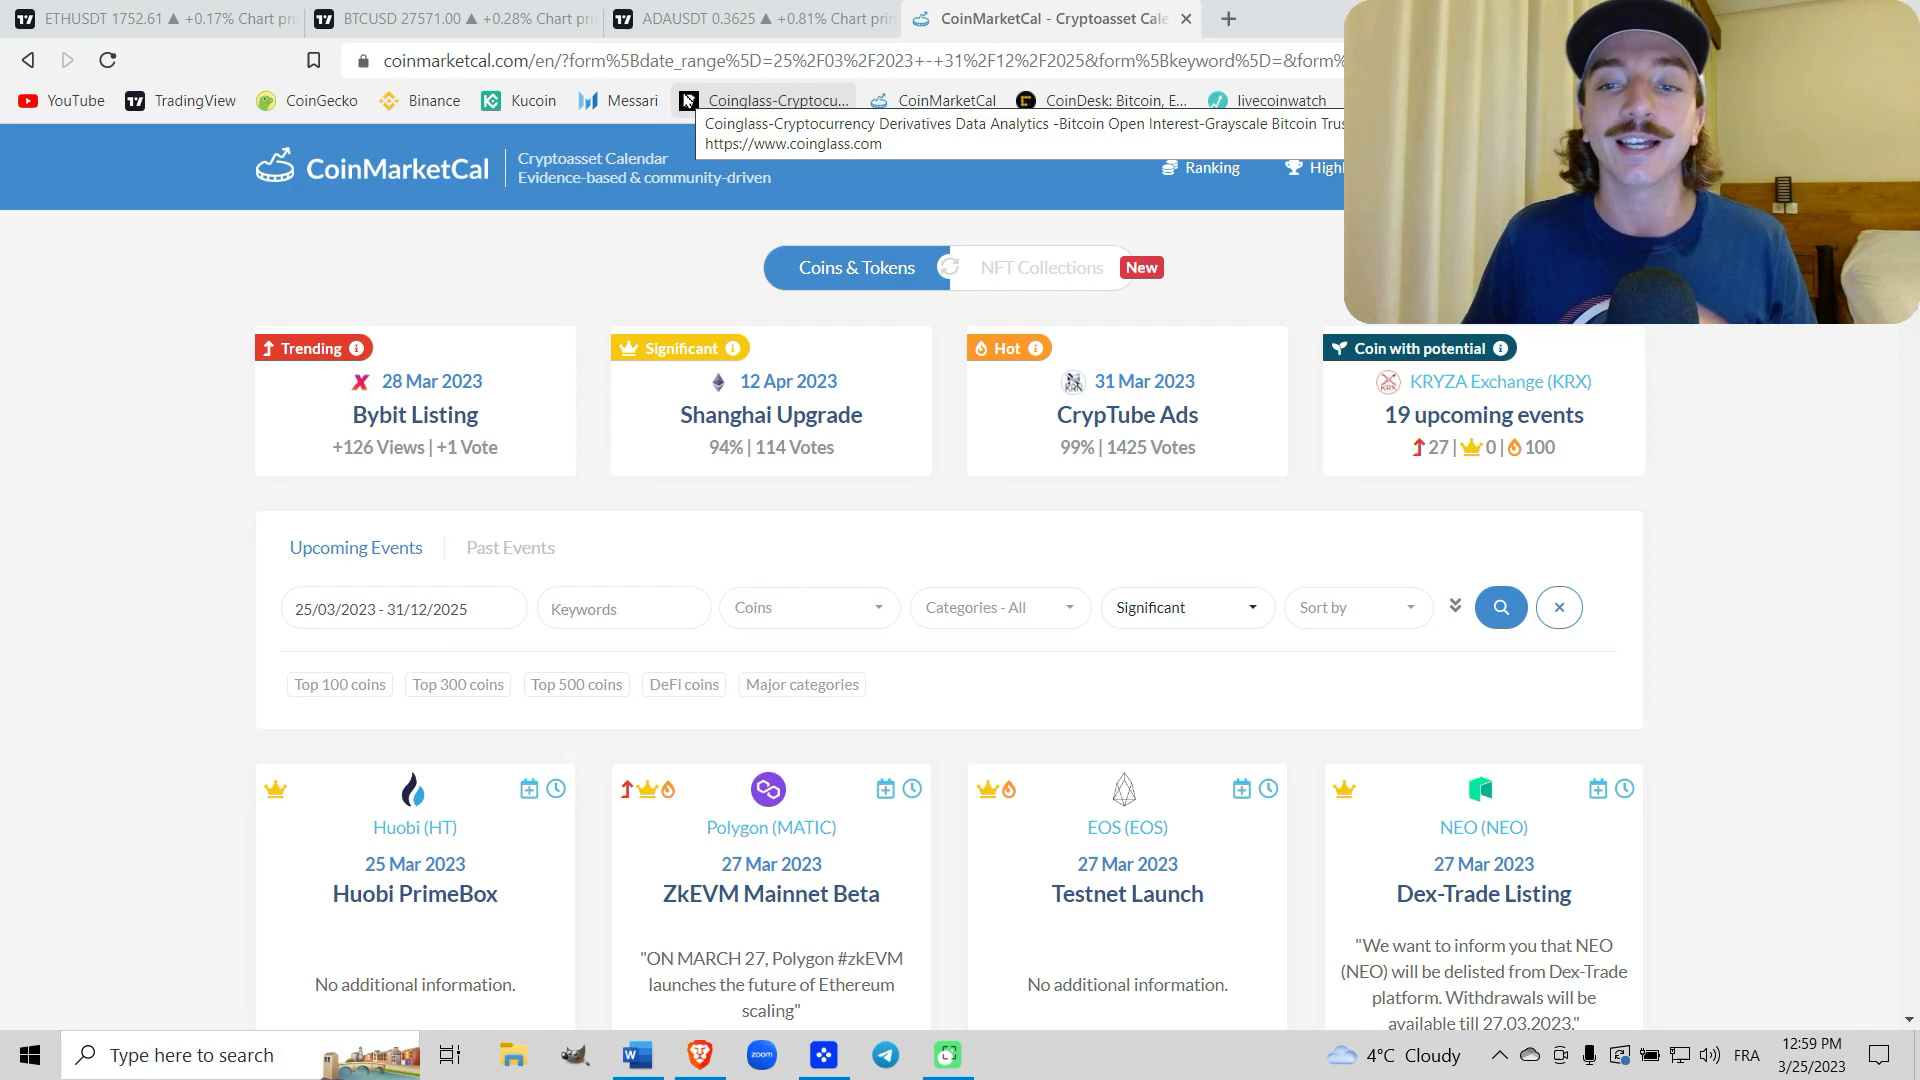 ETHUSDT 1752.61 ▲ +0.17% Chart pri
BTCUSD 27571.00 ▲ +0.28% Chart pri
ADAUSDT 0.3625 ▲ +0.81% Chart prin
CoinMarketCal - Cryptoasset Cale
coinmarketcal.com/en/?form%5Bdate_range%5D=25%2F03%2F2023+-+31%2F12%2F2025&form%5Bkeyword%5D=&form%
YouTube
TradingView
CoinGecko
Binance
Kucoin
Messari
Coinglass-Cryptocu...
CoinMarketCal
CoinDesk: Bitcoin, E...
livecoinwatch
Coinglass-Cryptocurrency Derivatives Data Analytics -Bitcoin Open Interest-Grayscale Bitcoin Trus
https://www.coinglass.com
CoinMarketCal
Cryptoasset Calendar
Evidence-based & community-driven
Ranking
Highl
Coins & Tokens
NFT Collections
New
Trending
28 Mar 2023
Bybit Listing
+126 Views | +1 Vote
Significant
12 Apr 2023
Shanghai Upgrade
94% | 114 Votes
Hot
31 Mar 2023
CrypTube Ads
99% | 1425 Votes
Coin with potential
KRYZA Exchange (KRX)
19 upcoming events
27 | 0 | 100
Upcoming Events
Past Events
25/03/2023 - 31/12/2025
Keywords
Coins
Categories - All
Significant
Sort by
Top 100 coins
Top 300 coins
Top 500 coins
DeFi coins
Major categories
Huobi (HT)
25 Mar 2023
Huobi PrimeBox
No additional information.
Polygon (MATIC)
27 Mar 2023
ZkEVM Mainnet Beta
"ON MARCH 27, Polygon #zkEVM
launches the future of Ethereum
scaling"
EOS (EOS)
27 Mar 2023
Testnet Launch
No additional information.
NEO (NEO)
27 Mar 2023
Dex-Trade Listing
"We want to inform you that NEO
(NEO) will be delisted from Dex-Trade
platform. Withdrawals will be
available till 27.03.2023."
Type here to search
zoom
4°C Cloudy
FRA
12:59 PM
3/25/2023